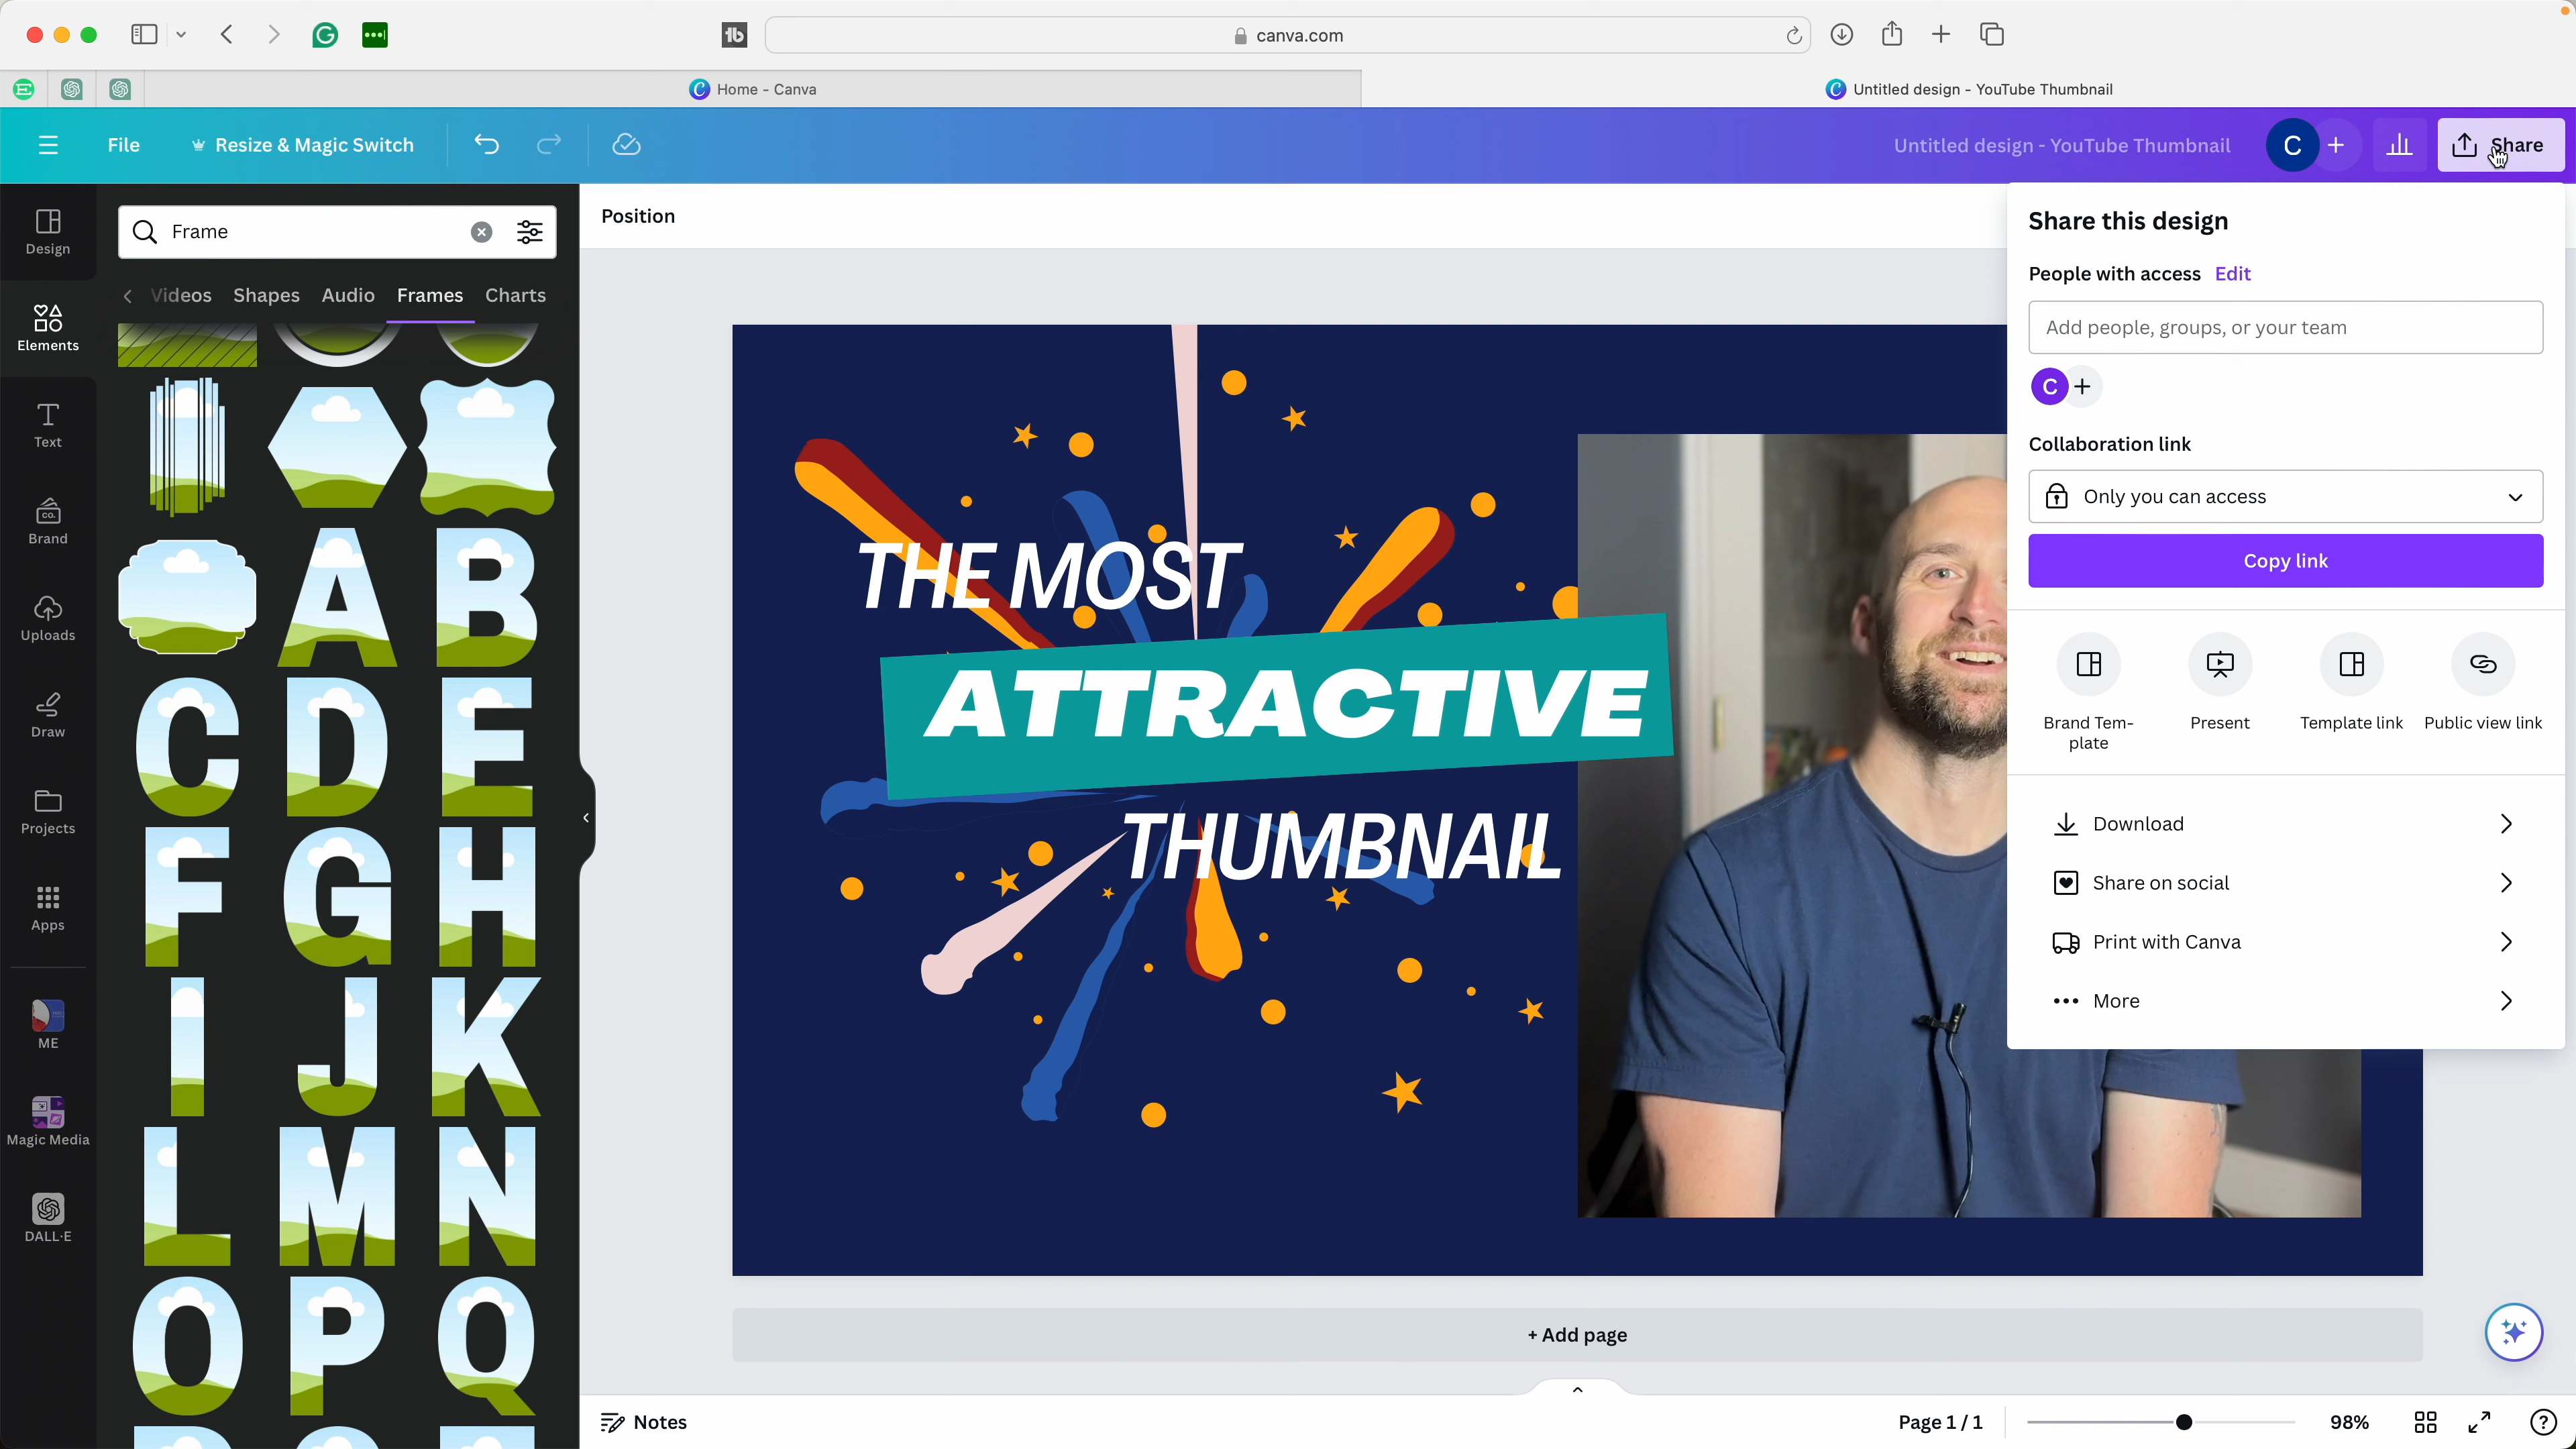 canva.com
Home - Canva
Untitled design - YouTube Thumbnail
File
Resize & Magic Switch
Untitled design - YouTube Thumbnail
C
+
Share
Design
Elements
Text
CO.
Brand
Uploads
Draw
Projects
Apps
ME
Magic Media
DALL·E
Frame
Videos
Shapes
Audio
Frames
Charts
A
B
C
D
E
F
G
H
I
J
K
L
M
N
O
P
Q
Position
THE MOST
ATTRACTIVE
THUMBNAIL
+ Add page
Share this design
People with access Edit
Add people, groups, or your team
C
+
Collaboration link
Only you can access
Copy link
Brand Tem-
plate
Present
Template link
Public view link
Download
Share on social
Print with Canva
More
Notes
Page 1 / 1
98%
?